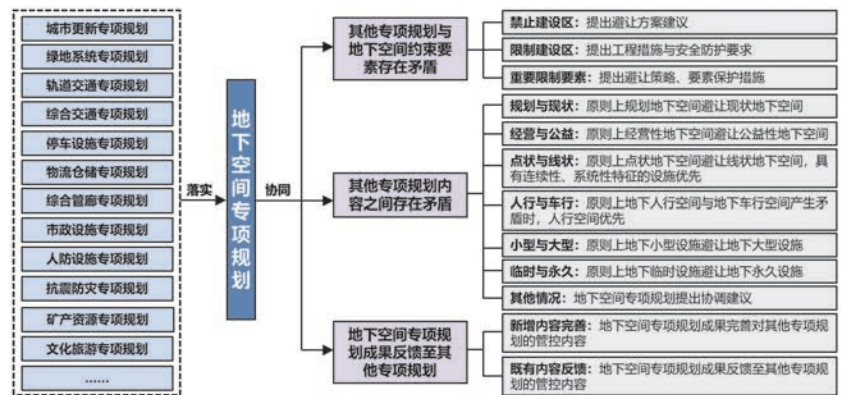 城市更新专项规划
绿地系统专项规划
轨道交通专项规划
综合交通专项规划
停车设施专项规划
物流仓储专项规划
综合管廊专项规划
市政设施专项规划
人防设施专项规划
抗震防灾专项规划
矿产资源专项规划
文化旅游专项规划
……
落实
地下空间专项规划
协同
其他专项规划与
地下空间约束要
素存在矛盾
禁止建设区：提出避让方案建议
限制建设区：提出工程措施与安全防护要求
重要限制要素：提出避让策略、要素保护措施
其他专项规划内
容之间存在矛盾
规划与现状：原则上规划地下空间避让现状地下空间
经营与公益：原则上经营性地下空间避让公益性地下空间
点状与线状：原则上点状地下空间避让线状地下空间，具
有连续性、系统性特征的设施优先
人行与车行：原则上地下人行空间与地下车行空间产生矛
盾时，人行空间优先
小型与大型：原则上地下小型设施避让地下大型设施
临时与永久：原则上地下临时设施避让地下永久设施
其他情况：地下空间专项规划提出协调建议
地下空间专项规
划成果反馈至其
他专项规划
新增内容完善：地下空间专项规划成果完善对其他专项规
划的管控内容
既有内容反馈：地下空间专项规划成果反馈至其他专项规
划的管控内容